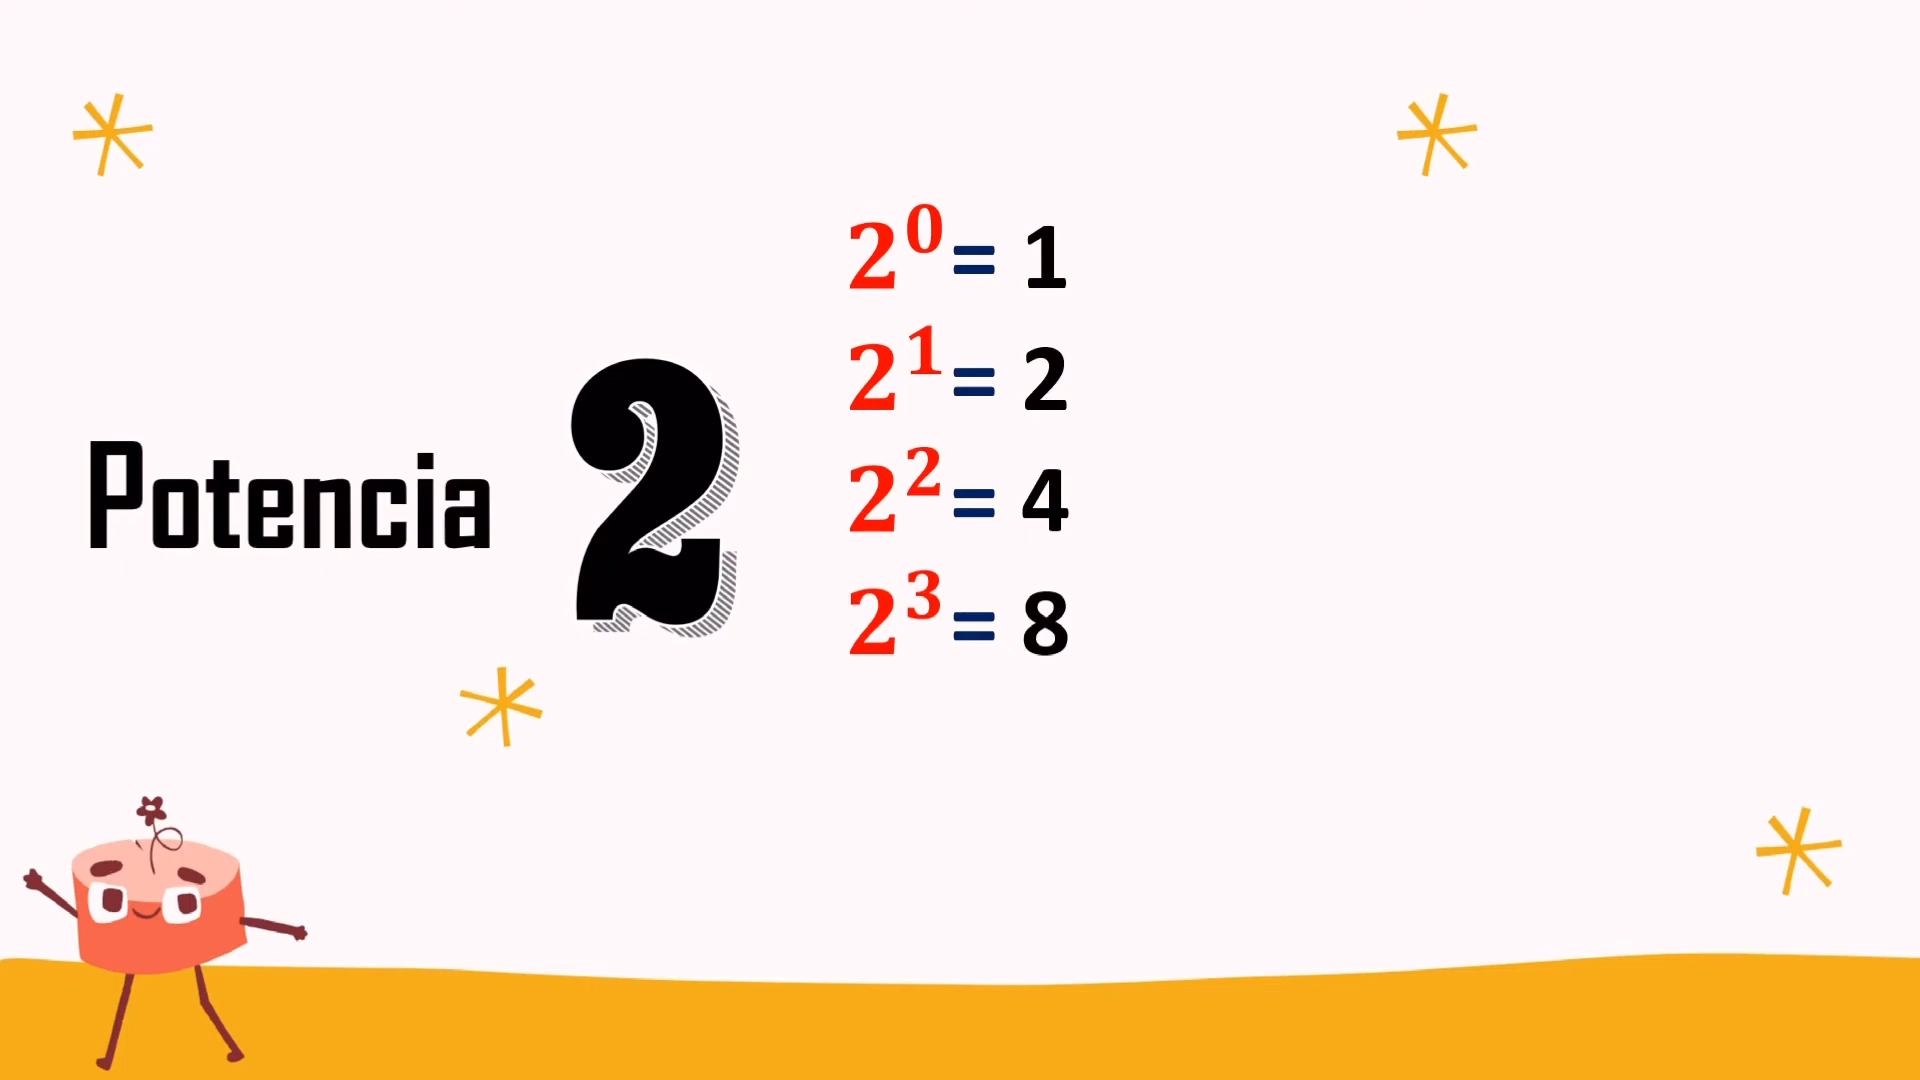 Potencia 2
2⁰= 1
2¹= 2
2²= 4
2³= 8